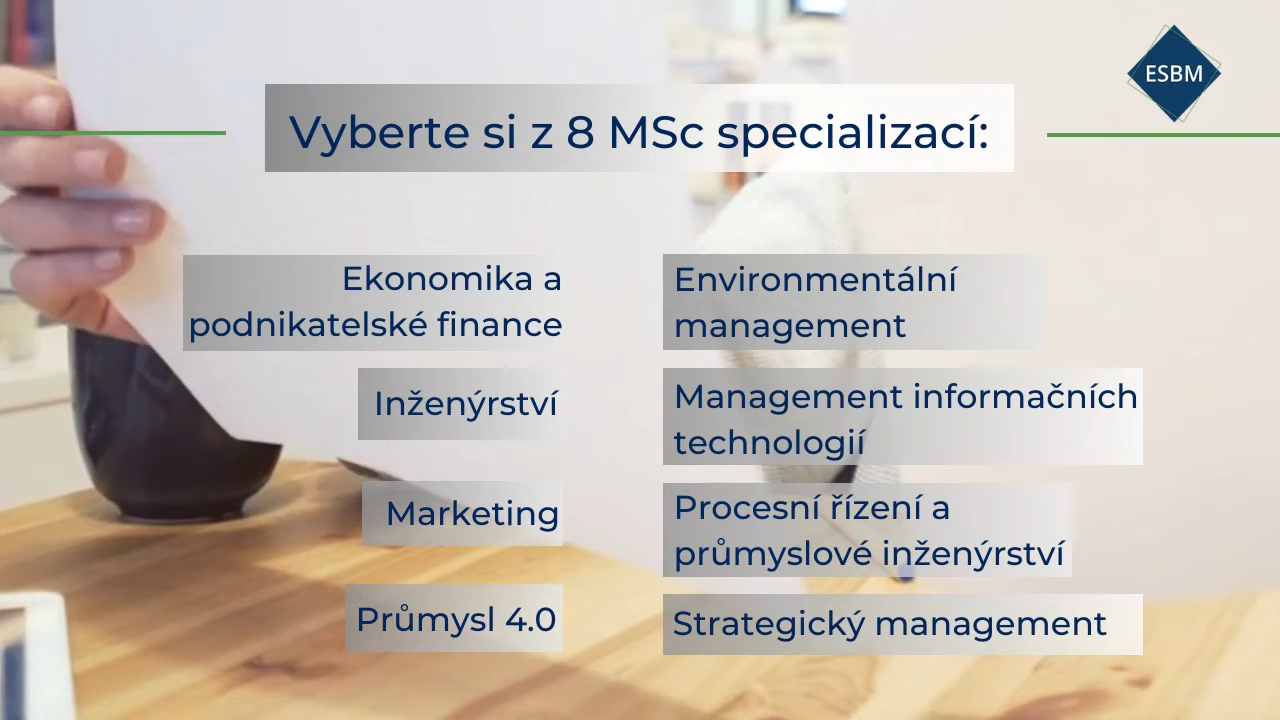 ESBM
Vyberte si z 8 MSc specializací:
Ekonomika a
podnikatelské finance
Inženýrství
Marketing
Průmysl 4.0
Environmentální
management
Management informačních
technologií
Procesní řízení a
průmyslové inženýrství
Strategický management